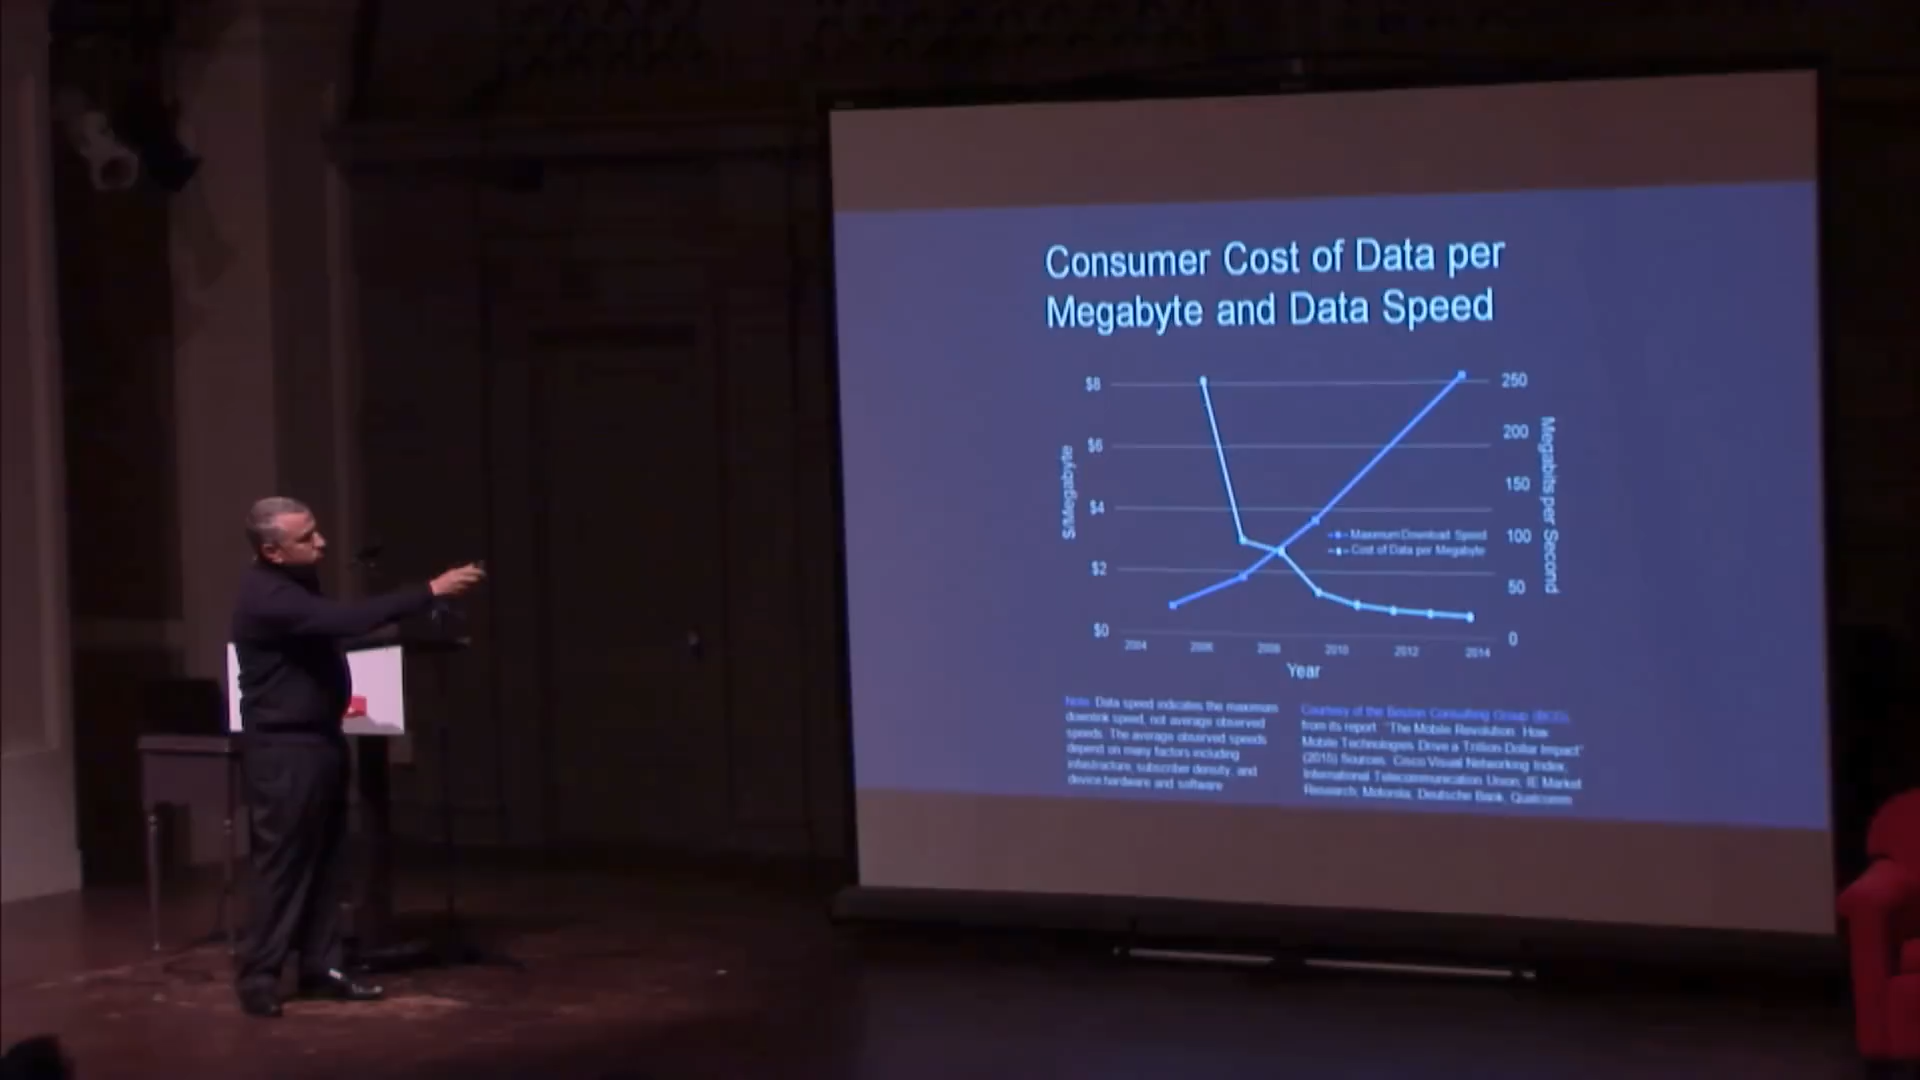 Consumer Cost of Data per
Megabyte and Data Speed
$8
$6
$4
$2
$0
$/Megabyte
250
200
150
100
50
0
Megabits per Second
Maximum Download Speed
Cost of Data per Megabyte
2004
2006
2008
2010
2012
2014
Year
Note: Data speed indicates the maximum
downlink speed, not average observed
speeds. The average observed speeds
depend on many factors including
infastructure, subscriber density, and
device hardware and software
Courtesy of the Boston Consulting Group (BCG),
from its report "The Mobile Revolution: How
Mobile Technologies Drive a Trillion-Dollar Impact"
(2015) Sources: Cisco Visual Networking Index,
International Telecommunication Union, IE Market
Research, Motorola, Deutsche Bank, Qualcomm